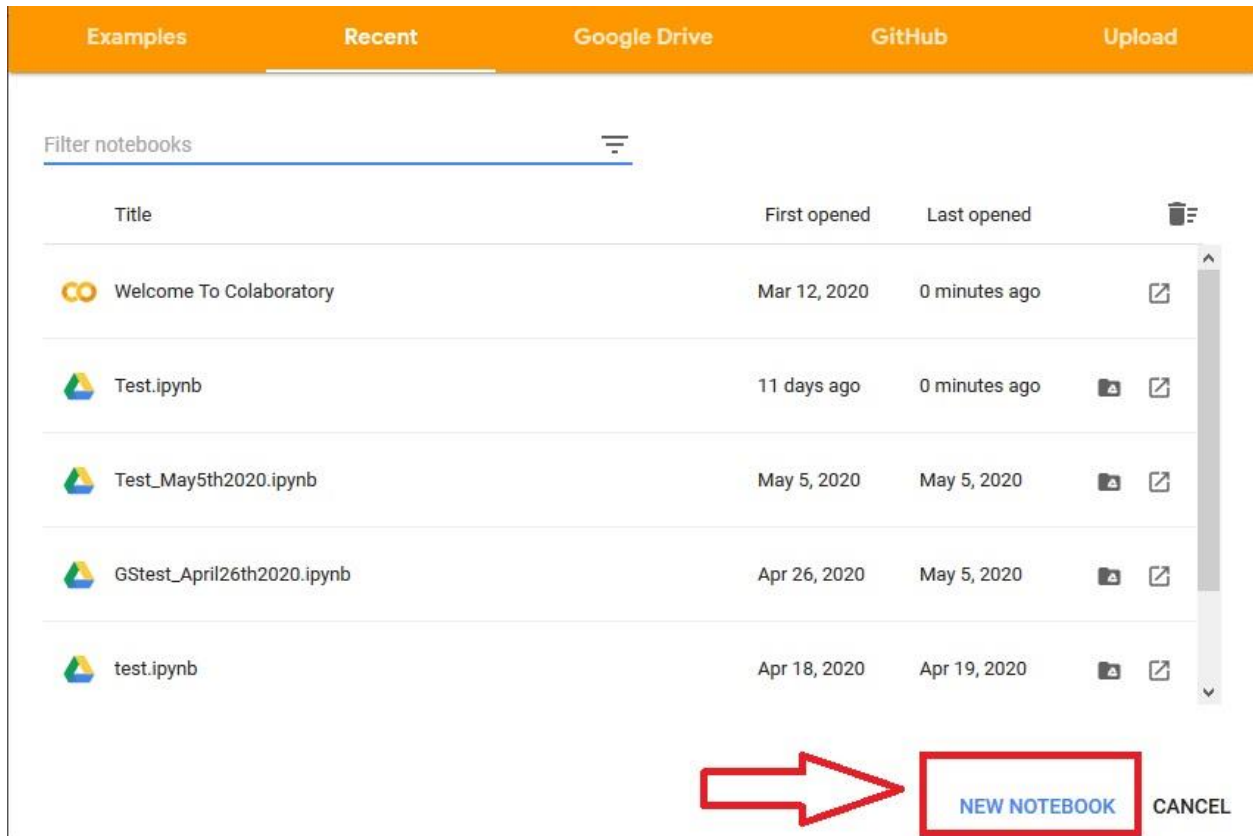 Examples Recent Google Drive GitHub Upload
Filter notebooks
Title First opened Last opened
CO Welcome To Colaboratory Mar 12, 2020 0 minutes ago
Test.ipynb 11 days ago 0 minutes ago
Test_May5th2020.ipynb May 5, 2020 May 5, 2020
GStest_April26th2020.ipynb Apr 26, 2020 May 5, 2020
test.ipynb Apr 18, 2020 Apr 19, 2020
NEW NOTEBOOK CANCEL